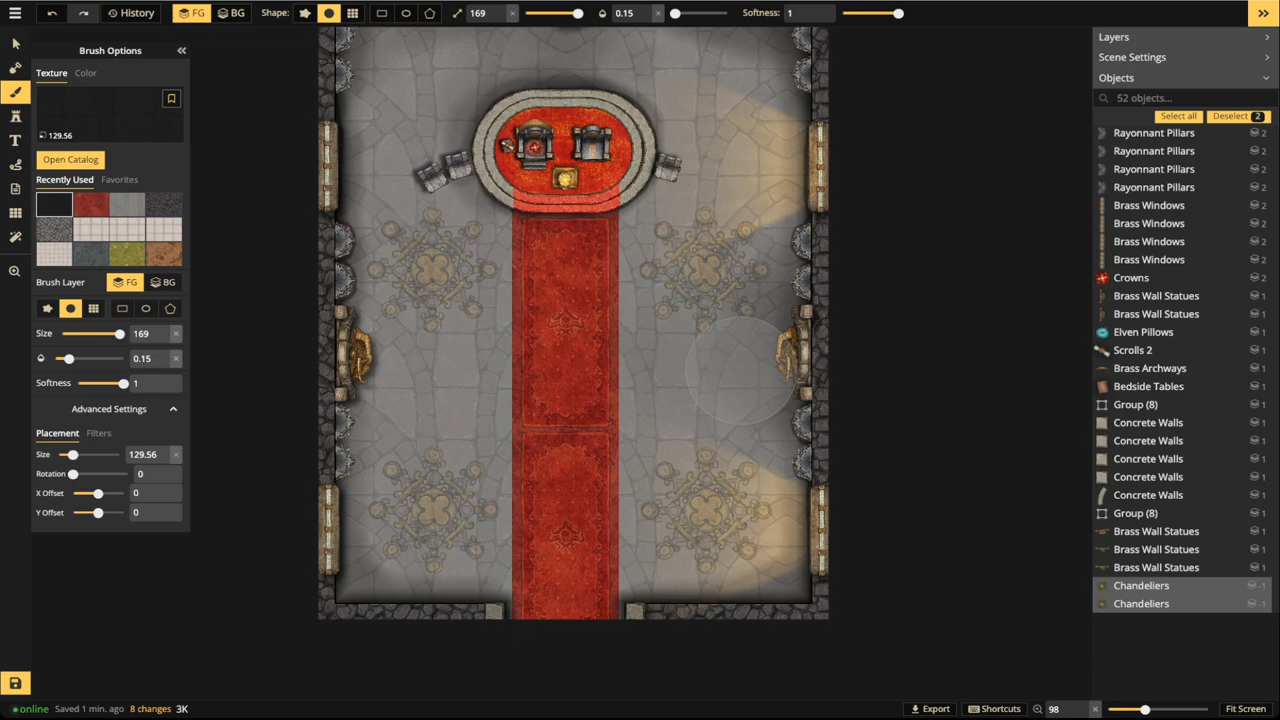 History FG BG Shape: 169 × 0.15 × Softness: 1
Brush Options
Texture Color
129.56
Open Catalog
Recently Used Favorites
Brush Layer FG BG
Size 169 ×
0.15 ×
Softness 1
Advanced Settings
Placement Filters
Size 129.56 ×
Rotation 0
X Offset 0
Y Offset 0
Layers
Scene Settings
Objects
52 objects...
Select all Deselect 2
Rayonnant Pillars 2
Rayonnant Pillars 2
Rayonnant Pillars 2
Rayonnant Pillars 2
Brass Windows 2
Brass Windows 2
Brass Windows 2
Brass Windows 2
Crowns 2
Brass Wall Statues 1
Brass Wall Statues 1
Elven Pillows 1
Scrolls 2 1
Brass Archways 1
Bedside Tables 1
Group (8) 1
Concrete Walls 1
Concrete Walls 1
Concrete Walls 1
Concrete Walls 1
Concrete Walls 1
Group (8) 1
Brass Wall Statues 1
Brass Wall Statues 1
Brass Wall Statues 1
Chandeliers -1
Chandeliers -1
online Saved 1 min. ago 8 changes 3K Export Shortcuts 98 × Fit Screen